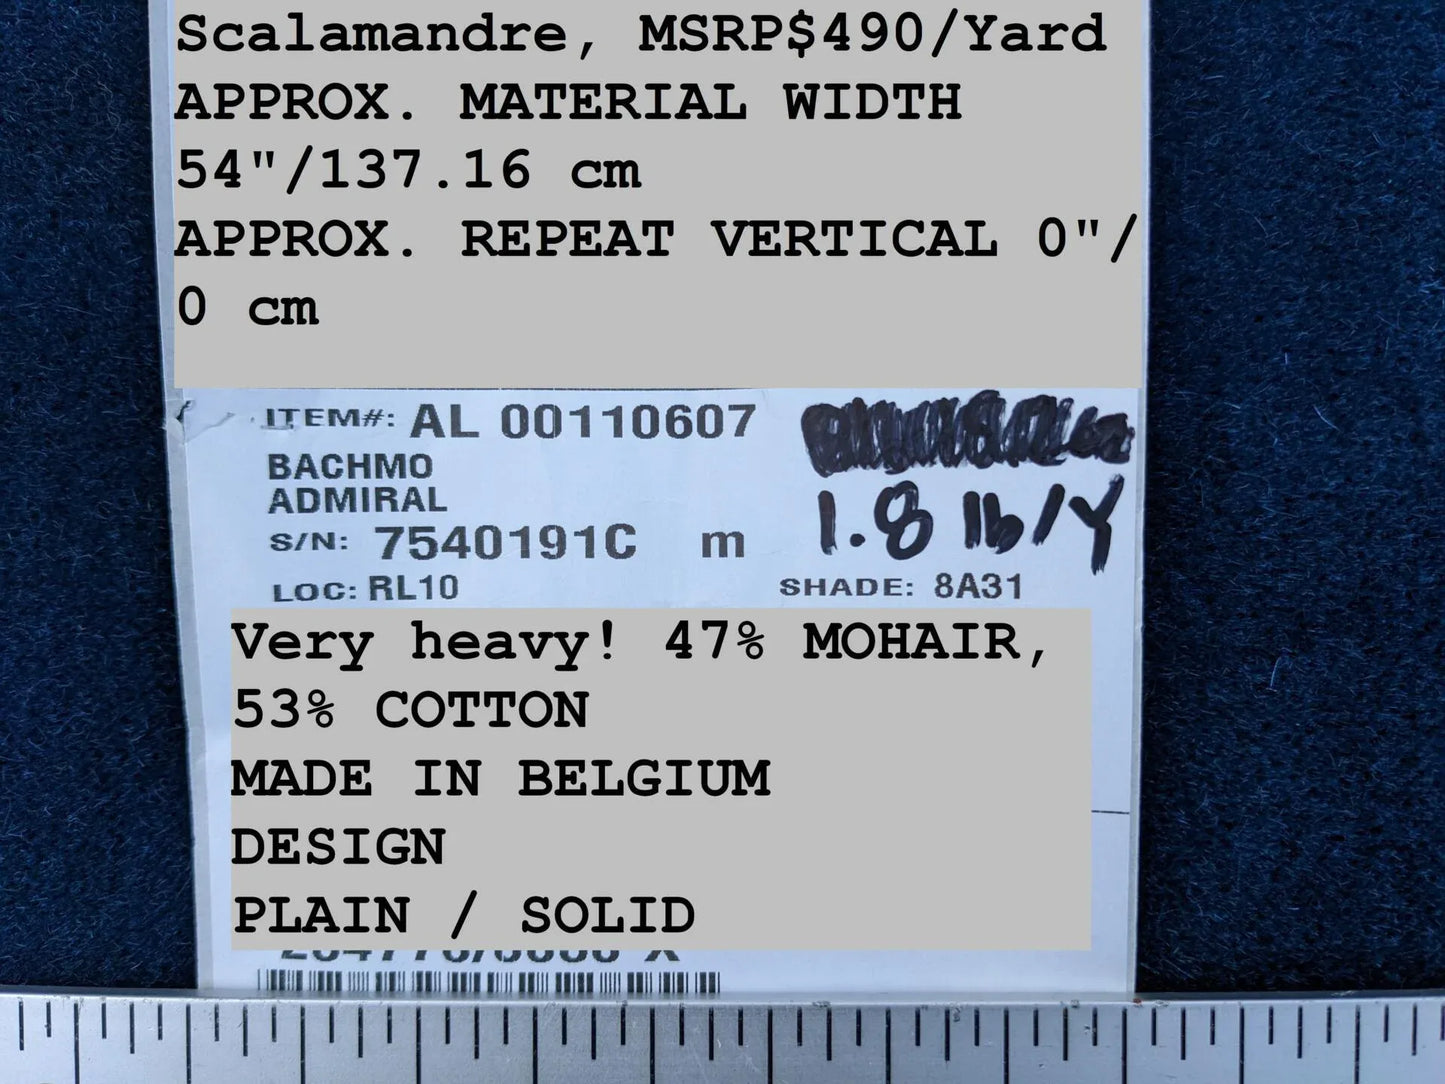 Scalamandre, MSRP$490/Yard
APPROX. MATERIAL WIDTH
54"/137.16 cm
APPROX. REPEAT VERTICAL 0"/
0 cm
ITEM#: AL 00110607
BACHMO
ADMIRAL
1.8 lb/Y
S/N: 7540191C m
LOC: RL10 SHADE: 8A31
Very heavy! 47% MOHAIR,
53% COTTON
MADE IN BELGIUM
DESIGN
PLAIN / SOLID